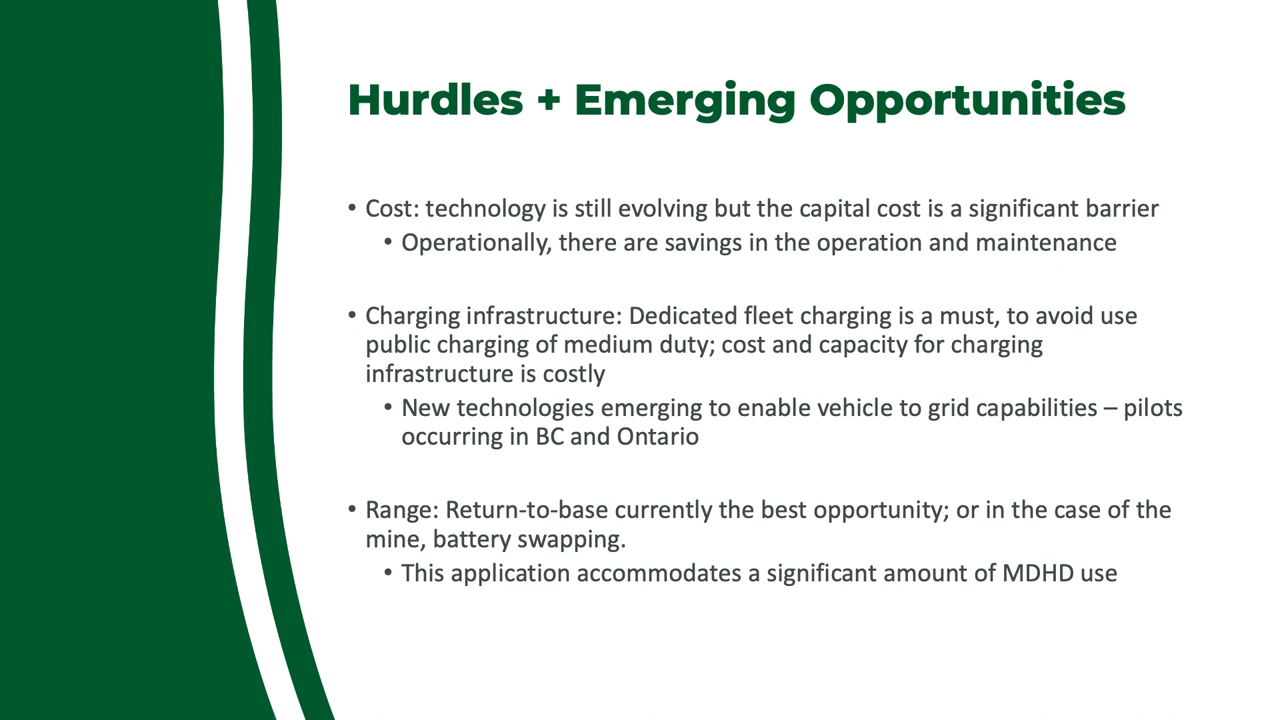 Hurdles + Emerging Opportunities
• Cost: technology is still evolving but the capital cost is a significant barrier
• Operationally, there are savings in the operation and maintenance
• Charging infrastructure: Dedicated fleet charging is a must, to avoid use
public charging of medium duty; cost and capacity for charging
infrastructure is costly
• New technologies emerging to enable vehicle to grid capabilities – pilots
occurring in BC and Ontario
• Range: Return-to-base currently the best opportunity; or in the case of the
mine, battery swapping.
• This application accommodates a significant amount of MDHD use